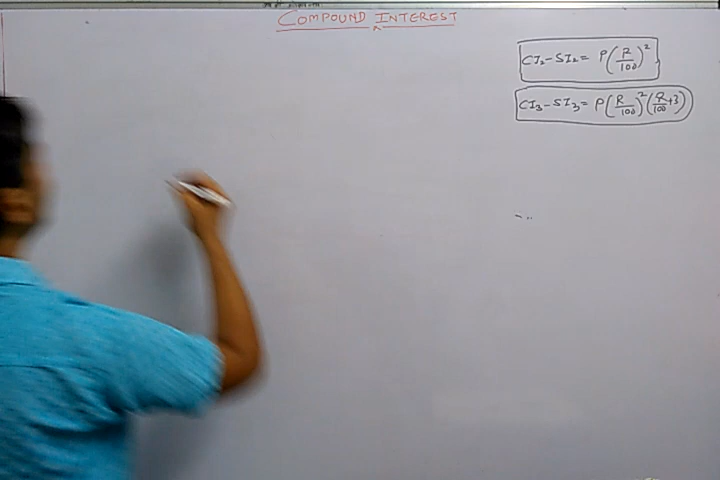 COMPOUND INTEREST
CI₂-SI₂= P(R/100)²
CI₃-SI₃= P(R/100)²(R/100+3)